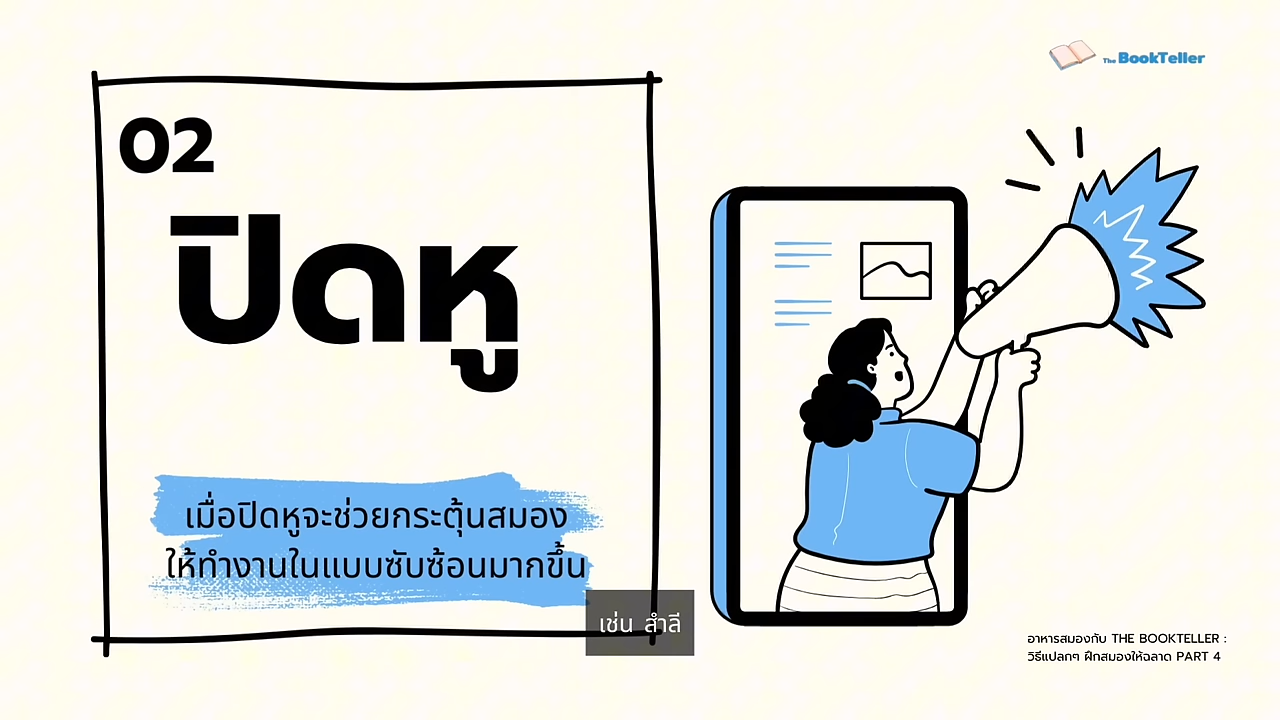 The BookTeller
02
ปิดหู
เมื่อปิดหูจะช่วยกระตุ้นสมอง
ให้ทำงานในแบบซับซ้อนมากขึ้น
เช่น สำลี
อาหารสมองกับ THE BOOKTELLER :
วิธีแปลกๆ ฝึกสมองให้ฉลาด PART 4